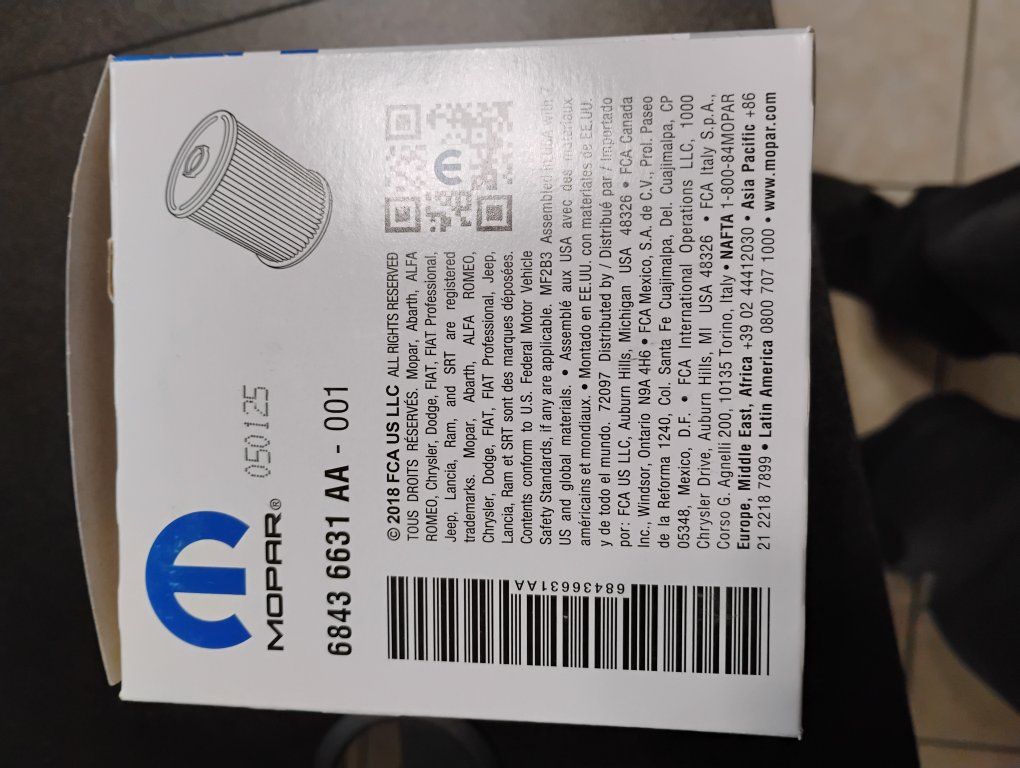 MOPAR®
050125
6843 6631 AA - 001
© 2018 FCA US LLC ALL RIGHTS RESERVED
TOUS DROITS RÉSERVÉS. Mopar, Abarth, ALFA
ROMEO, Chrysler, Dodge, FIAT, FIAT Professional,
Jeep, Lancia, Ram, and SRT are registered
trademarks. Mopar, Abarth, ALFA ROMEO,
Chrysler, Dodge, FIAT, FIAT Professional, Jeep,
Lancia, Ram et SRT sont des marques déposées.
Contents conform to U.S. Federal Motor Vehicle
Safety Standards, if any are applicable. MF2B3 Assembled in USA with
US and global materials. • Assemblé aux USA avec des matériaux
américains et mondiaux. • Montado en EE.UU. con materiales de EE.UU.
y de todo el mundo. 72097 Distributed by / Distribué par / Importado
por: FCA US LLC, Auburn Hills, Michigan USA 48326 • FCA Canada
Inc., Windsor, Ontario N9A 4H6 • FCA Mexico, S.A. de C.V., Prol. Paseo
de la Reforma 1240, Col. Santa Fe Cuajimalpa, Del. Cuajimalpa, CP
05348, Mexico, D.F. • FCA International Operations LLC, 1000
Chrysler Drive, Auburn Hills, MI USA 48326 • FCA Italy S.p.A.,
Corso G. Agnelli 200, 10135 Torino, Italy • NAFTA 1-800-84MOPAR
Europe, Middle East, Africa +39 02 44412030 • Asia Pacific +86
21 2218 7899 • Latin America 0800 707 1000 • www.mopar.com
68436631AA